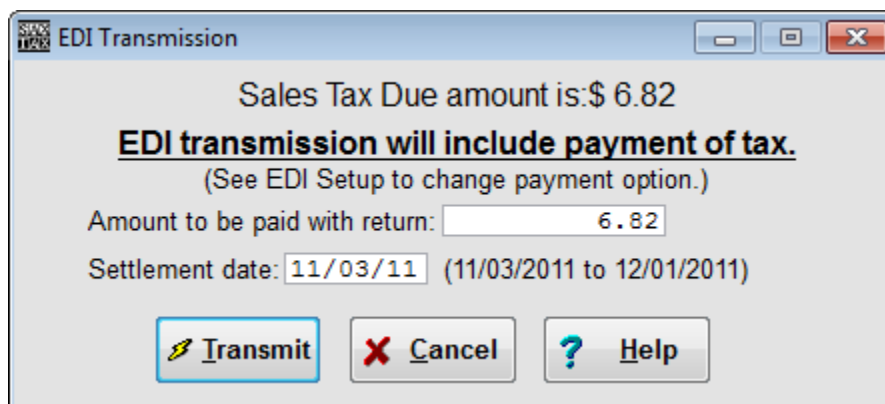 EDI Transmission
Sales Tax Due amount is:$ 6.82
EDI transmission will include payment of tax.
(See EDI Setup to change payment option.)
Amount to be paid with return: 6.82
Settlement date: 11/03/11 (11/03/2011 to 12/01/2011)
Transmit Cancel ? Help